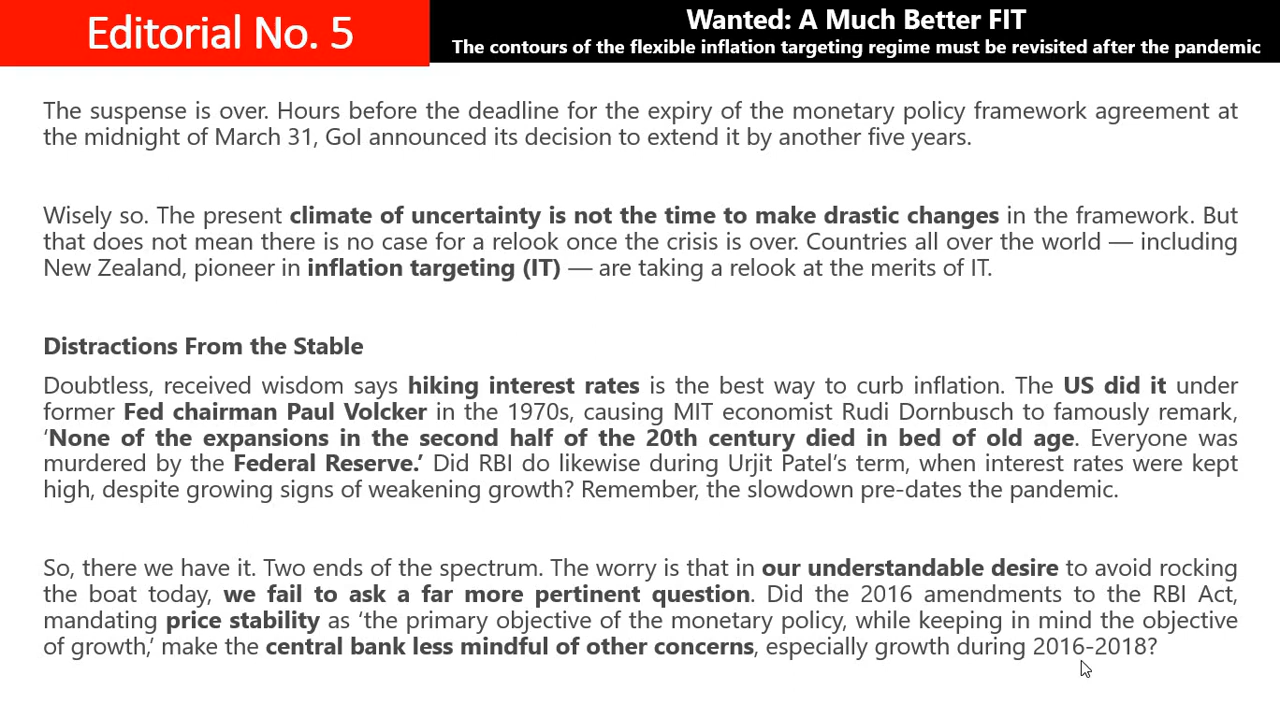 Editorial No. 5
Wanted: A Much Better FIT
The contours of the flexible inflation targeting regime must be revisited after the pandemic
The suspense is over. Hours before the deadline for the expiry of the monetary policy framework agreement at
the midnight of March 31, GoI announced its decision to extend it by another five years.
Wisely so. The present climate of uncertainty is not the time to make drastic changes in the framework. But
that does not mean there is no case for a relook once the crisis is over. Countries all over the world — including
New Zealand, pioneer in inflation targeting (IT) — are taking a relook at the merits of IT.
Distractions From the Stable
Doubtless, received wisdom says hiking interest rates is the best way to curb inflation. The US did it under
former Fed chairman Paul Volcker in the 1970s, causing MIT economist Rudi Dornbusch to famously remark,
‘None of the expansions in the second half of the 20th century died in bed of old age. Everyone was
murdered by the Federal Reserve.’ Did RBI do likewise during Urjit Patel’s term, when interest rates were kept
high, despite growing signs of weakening growth? Remember, the slowdown pre-dates the pandemic.
So, there we have it. Two ends of the spectrum. The worry is that in our understandable desire to avoid rocking
the boat today, we fail to ask a far more pertinent question. Did the 2016 amendments to the RBI Act,
mandating price stability as ‘the primary objective of the monetary policy, while keeping in mind the objective
of growth,’ make the central bank less mindful of other concerns, especially growth during 2016-2018?